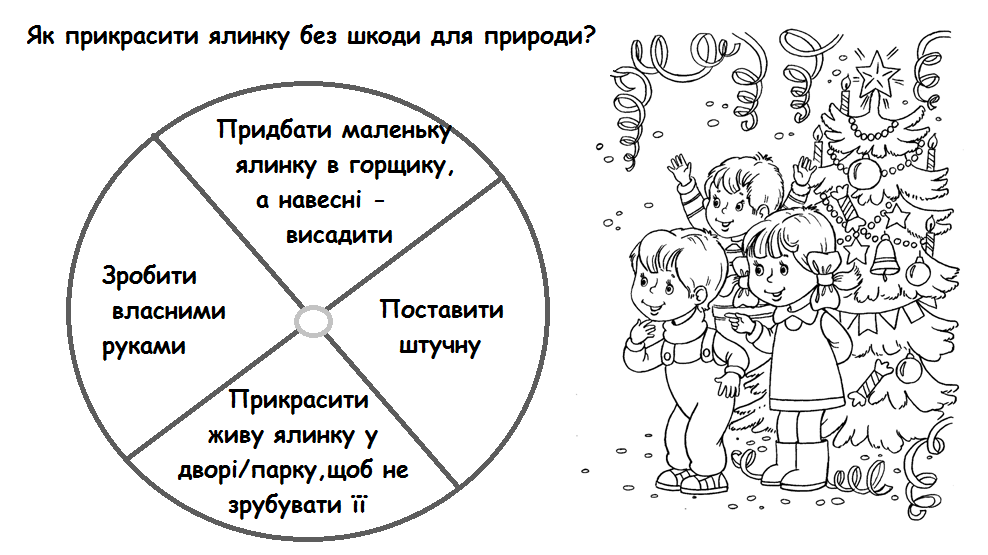 Як прикрасити ялинку без шкоди для природи?
Придбати маленьку
ялинку в горщику,
а навесні -
висадити
Зробити
власними
руками
Поставити
штучну
Прикрасити
живу ялинку у
дворі/парку,щоб не
зрубувати її